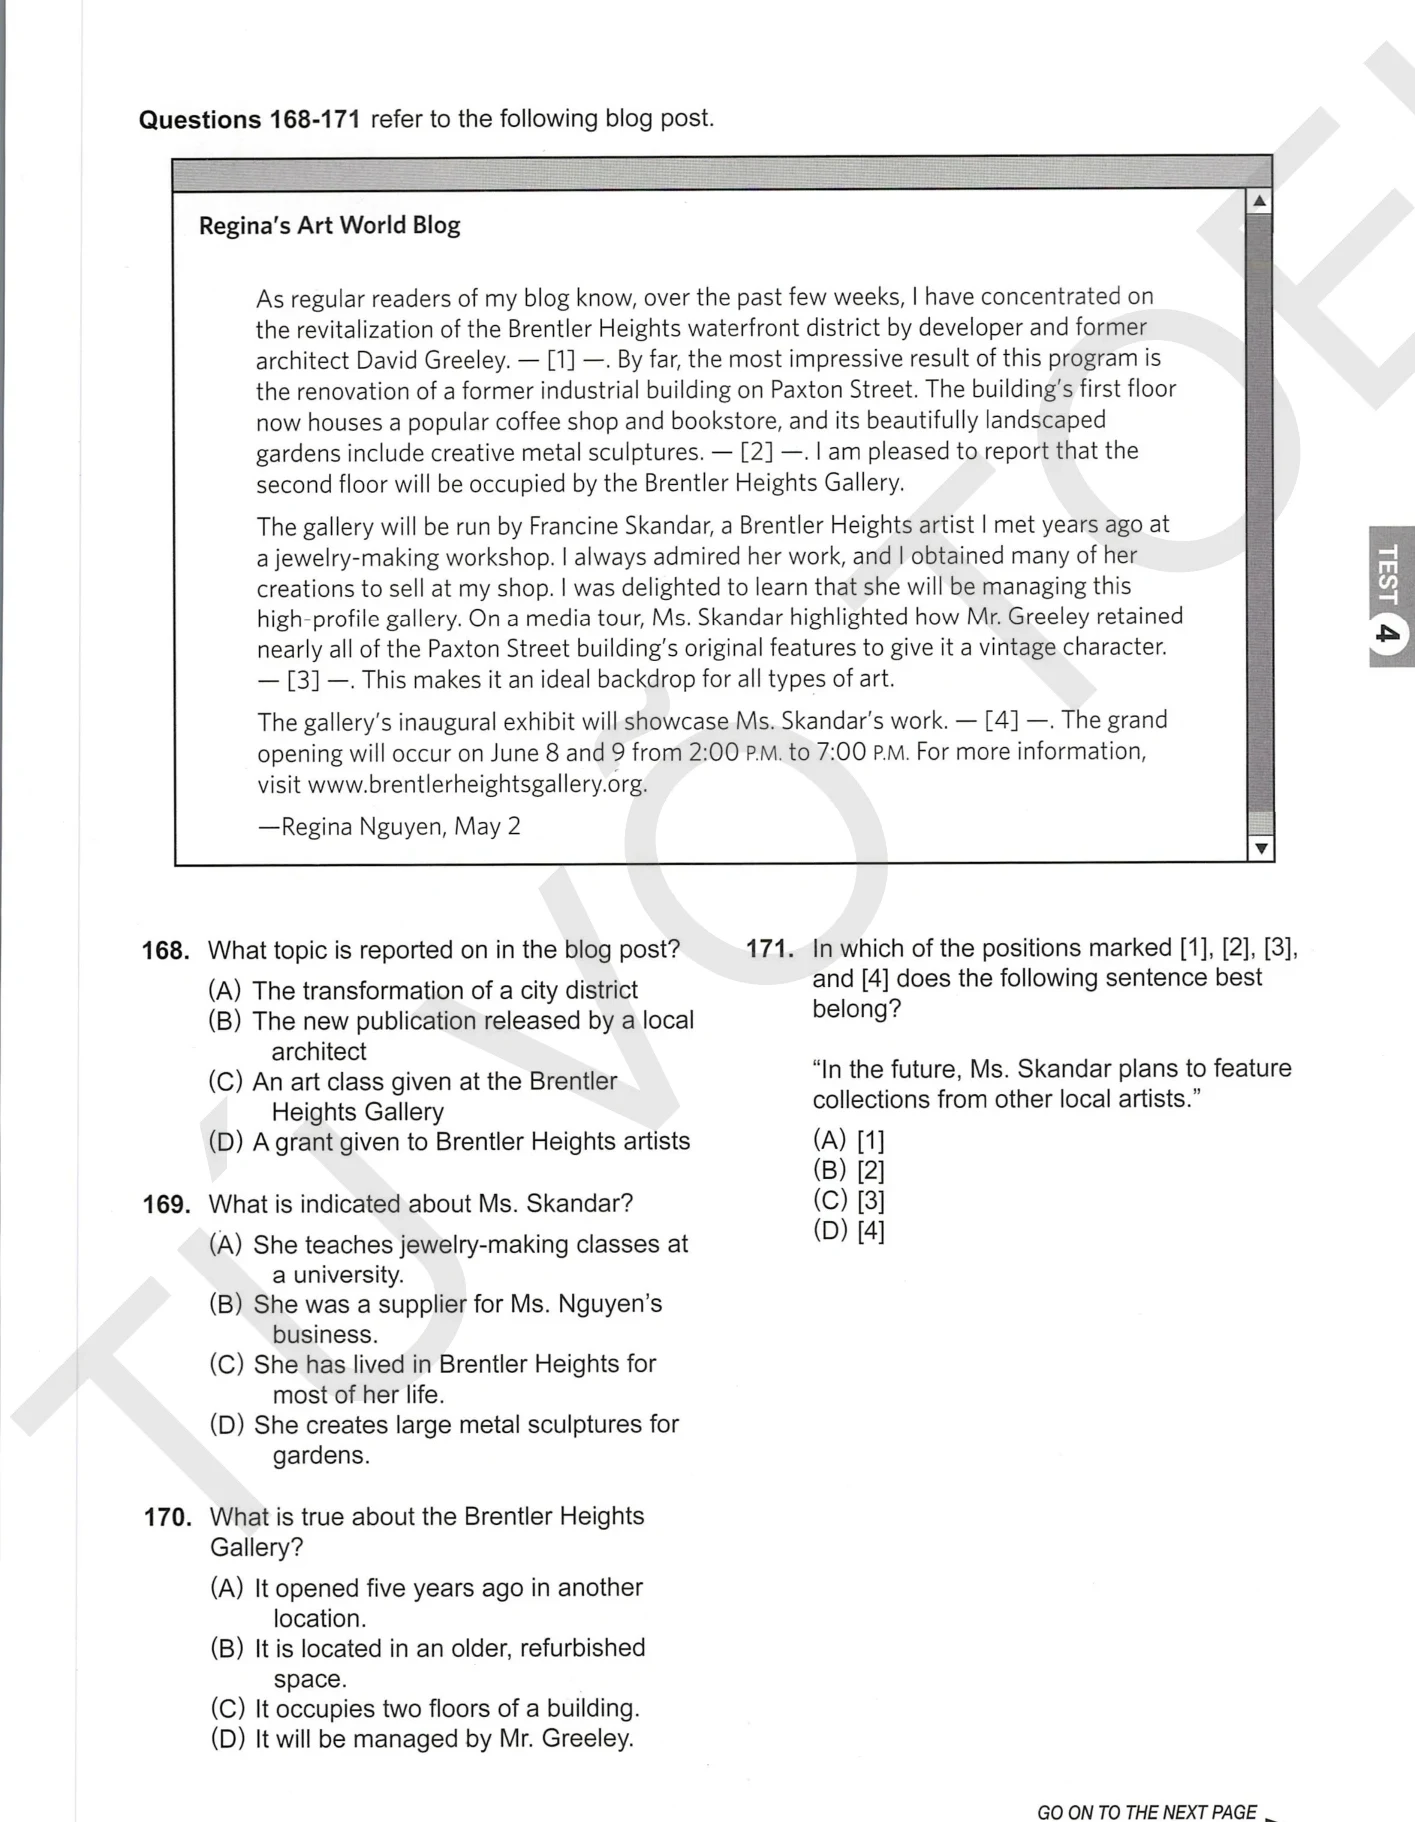 Questions 168-171 refer to the following blog post.
Regina's Art World Blog
As regular readers of my blog know, over the past few weeks, I have concentrated on
the revitalization of the Brentler Heights waterfront district by developer and former
architect David Greeley. — [1] —. By far, the most impressive result of this program is
the renovation of a former industrial building on Paxton Street. The building's first floor
now houses a popular coffee shop and bookstore, and its beautifully landscaped
gardens include creative metal sculptures. — [2] —. I am pleased to report that the
second floor will be occupied by the Brentler Heights Gallery.
The gallery will be run by Francine Skandar, a Brentler Heights artist I met years ago at
a jewelry-making workshop. I always admired her work, and I obtained many of her
creations to sell at my shop. I was delighted to learn that she will be managing this
high-profile gallery. On a media tour, Ms. Skandar highlighted how Mr. Greeley retained
nearly all of the Paxton Street building's original features to give it a vintage character.
— [3] —. This makes it an ideal backdrop for all types of art.
The gallery's inaugural exhibit will showcase Ms. Skandar's work. — [4] —. The grand
opening will occur on June 8 and 9 from 2:00 P.M. to 7:00 P.M. For more information,
visit www.brentlerheightsgallery.org.
—Regina Nguyen, May 2
TEST 4
168. What topic is reported on in the blog post?
(A) The transformation of a city district
(B) The new publication released by a local
architect
(C) An art class given at the Brentler
Heights Gallery
(D) A grant given to Brentler Heights artists
169. What is indicated about Ms. Skandar?
(A) She teaches jewelry-making classes at
a university.
(B) She was a supplier for Ms. Nguyen's
business.
(C) She has lived in Brentler Heights for
most of her life.
(D) She creates large metal sculptures for
gardens.
170. What is true about the Brentler Heights
Gallery?
(A) It opened five years ago in another
location.
(B) It is located in an older, refurbished
space.
(C) It occupies two floors of a building.
(D) It will be managed by Mr. Greeley.
171. In which of the positions marked [1], [2], [3],
and [4] does the following sentence best
belong?
"In the future, Ms. Skandar plans to feature
collections from other local artists."
(A) [1]
(B) [2]
(C) [3]
(D) [4]
GO ON TO THE NEXT PAGE
TÚ VÕ TOE